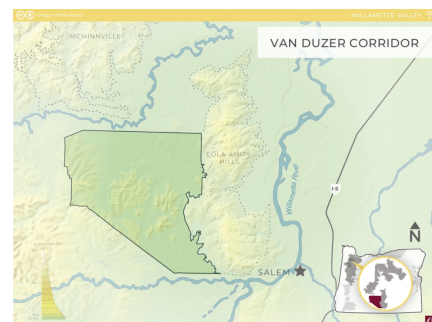 Oregon Wine Board
WILLAMETTE VALLEY
MCMINNVILLE
VAN DUZER CORRIDOR
EOLA-AMITY
HILLS
Willamette River
I-5
N
SALEM